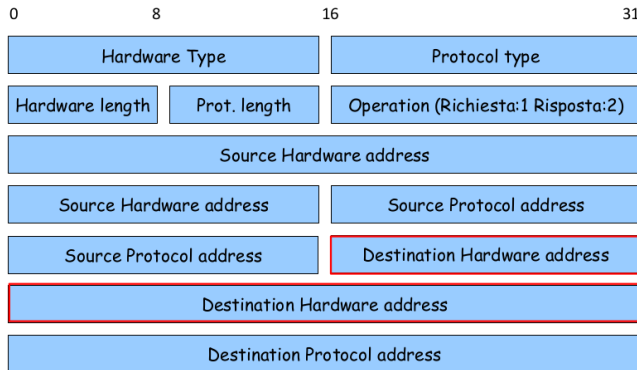 0 8 16 31
Hardware Type Protocol type
Hardware length Prot. length Operation (Richiesta:1 Risposta:2)
Source Hardware address
Source Hardware address Source Protocol address
Source Protocol address Destination Hardware address
Destination Hardware address
Destination Protocol address